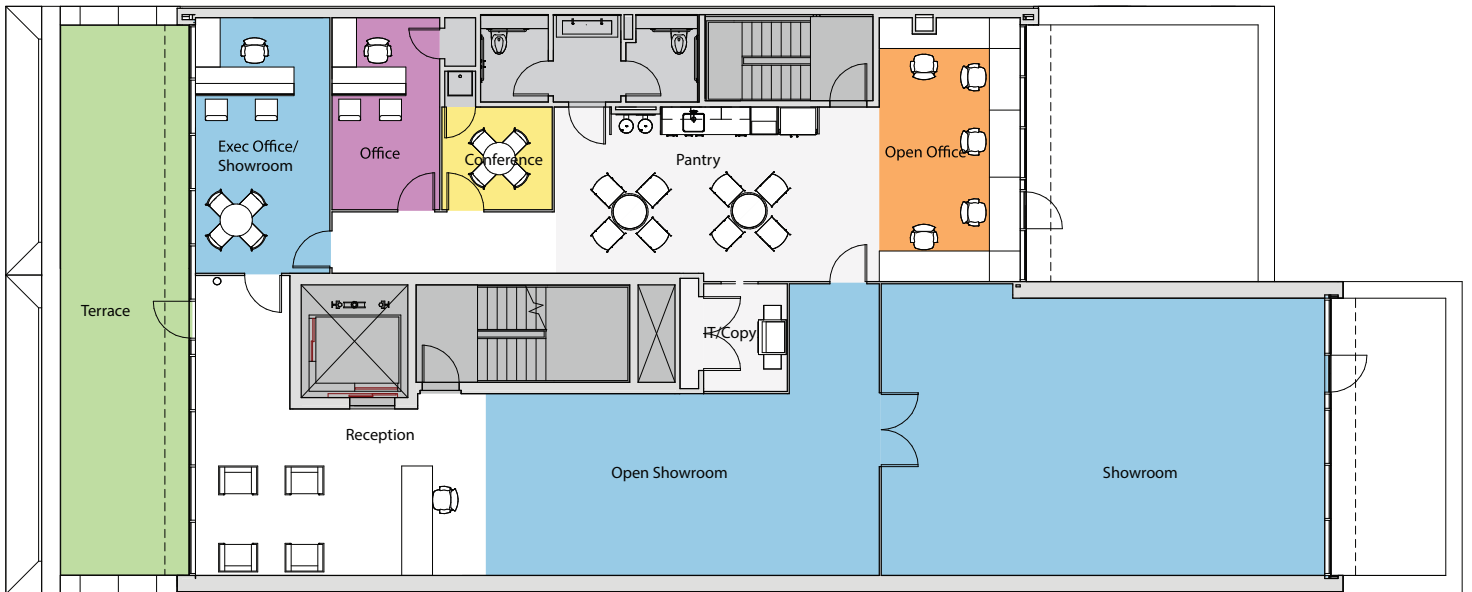 Exec Office/
Showroom
Office
Conference
Pantry
Open Office
Terrace
IT/Copy
Reception
Open Showroom
Showroom